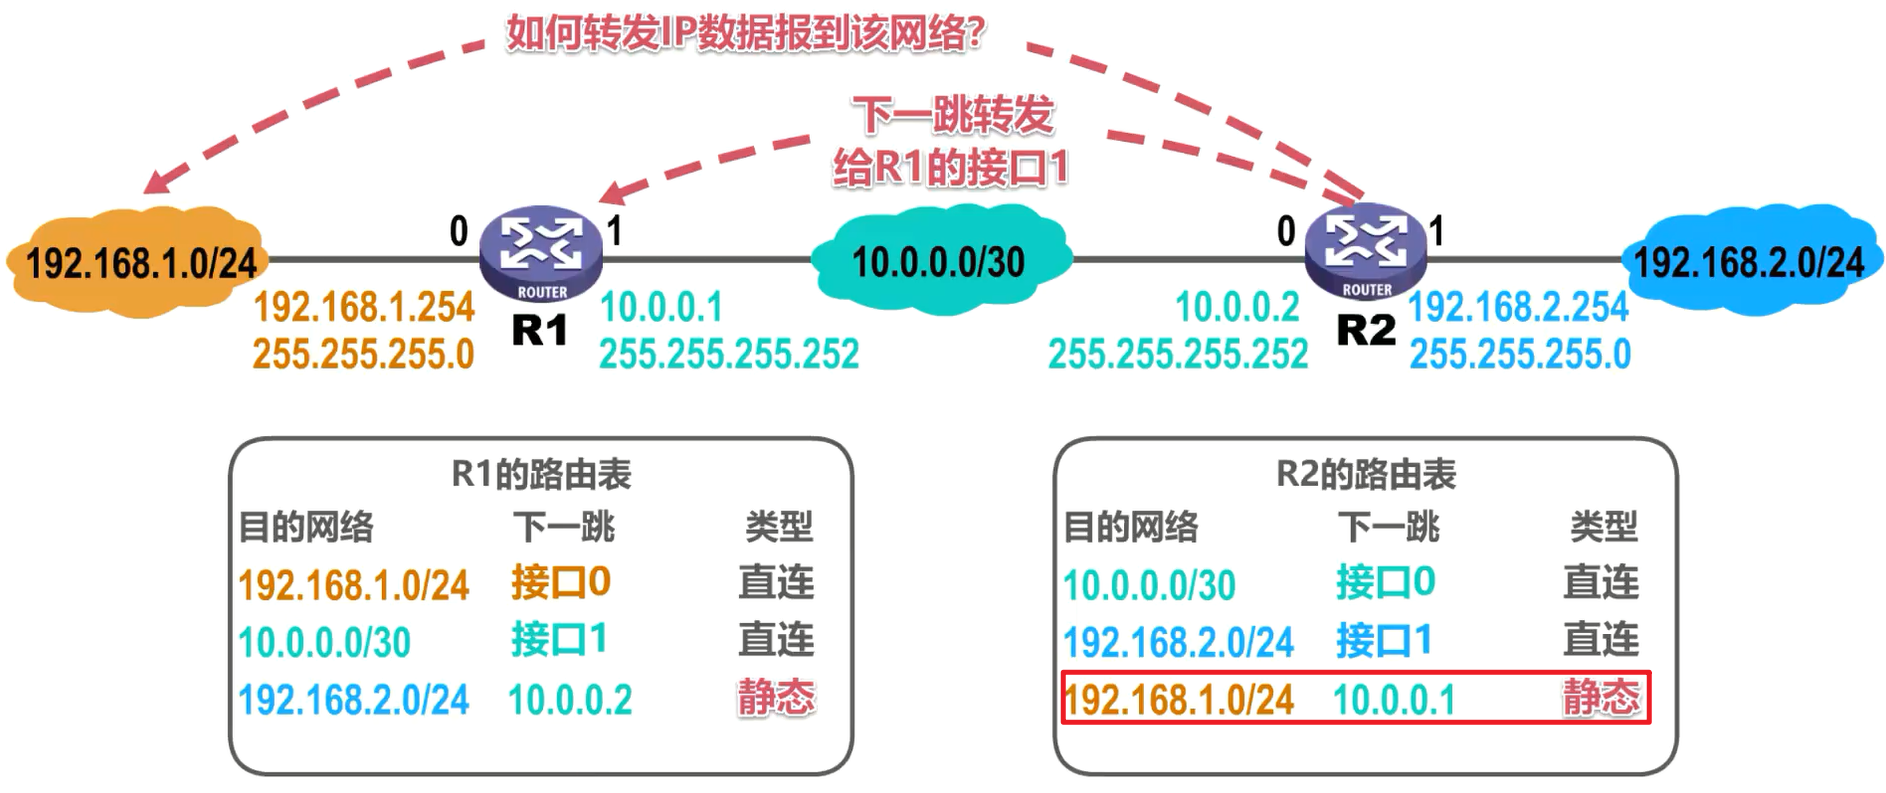 如何转发IP数据报到该网络?
下一跳转发
给R1的接口1
192.168.1.0/24
0
1
10.0.0.0/30
0
1
192.168.2.0/24
ROUTER
R1
ROUTER
R2
192.168.1.254
255.255.255.0
10.0.0.1
255.255.255.252
10.0.0.2
255.255.255.252
192.168.2.254
255.255.255.0
R1的路由表
目的网络 下一跳 类型
192.168.1.0/24 接口0 直连
10.0.0.0/30 接口1 直连
192.168.2.0/24 10.0.0.2 静态
R2的路由表
目的网络 下一跳 类型
10.0.0.0/30 接口0 直连
192.168.2.0/24 接口1 直连
192.168.1.0/24 10.0.0.1 静态